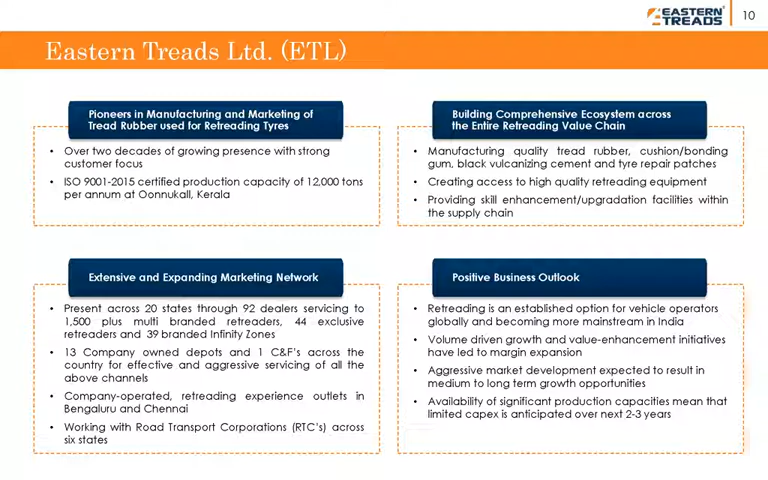 EASTERN
TREADS
10
Eastern Treads Ltd. (ETL)
Pioneers in Manufacturing and Marketing of
Tread Rubber used for Retreading Tyres
• Over two decades of growing presence with strong
customer focus
• ISO 9001-2015 certified production capacity of 12,000 tons
per annum at Oonnukall, Kerala
Building Comprehensive Ecosystem across
the Entire Retreading Value Chain
• Manufacturing quality tread rubber, cushion/bonding
gum, black vulcanizing cement and tyre repair patches
• Creating access to high quality retreading equipment
• Providing skill enhancement/upgradation facilities within
the supply chain
Extensive and Expanding Marketing Network
• Present across 20 states through 92 dealers servicing to
1,500 plus multi branded retreaders, 44 exclusive
retreaders and 39 branded Infinity Zones
• 13 Company owned depots and 1 C&F's across the
country for effective and aggressive servicing of all the
above channels
• Company-operated, retreading experience outlets in
Bengaluru and Chennai
• Working with Road Transport Corporations (RTC's) across
six states
Positive Business Outlook
• Retreading is an established option for vehicle operators
globally and becoming more mainstream in India
• Volume driven growth and value-enhancement initiatives
have led to margin expansion
• Aggressive market development expected to result in
medium to long term growth opportunities
• Availability of significant production capacities mean that
limited capex is anticipated over next 2-3 years